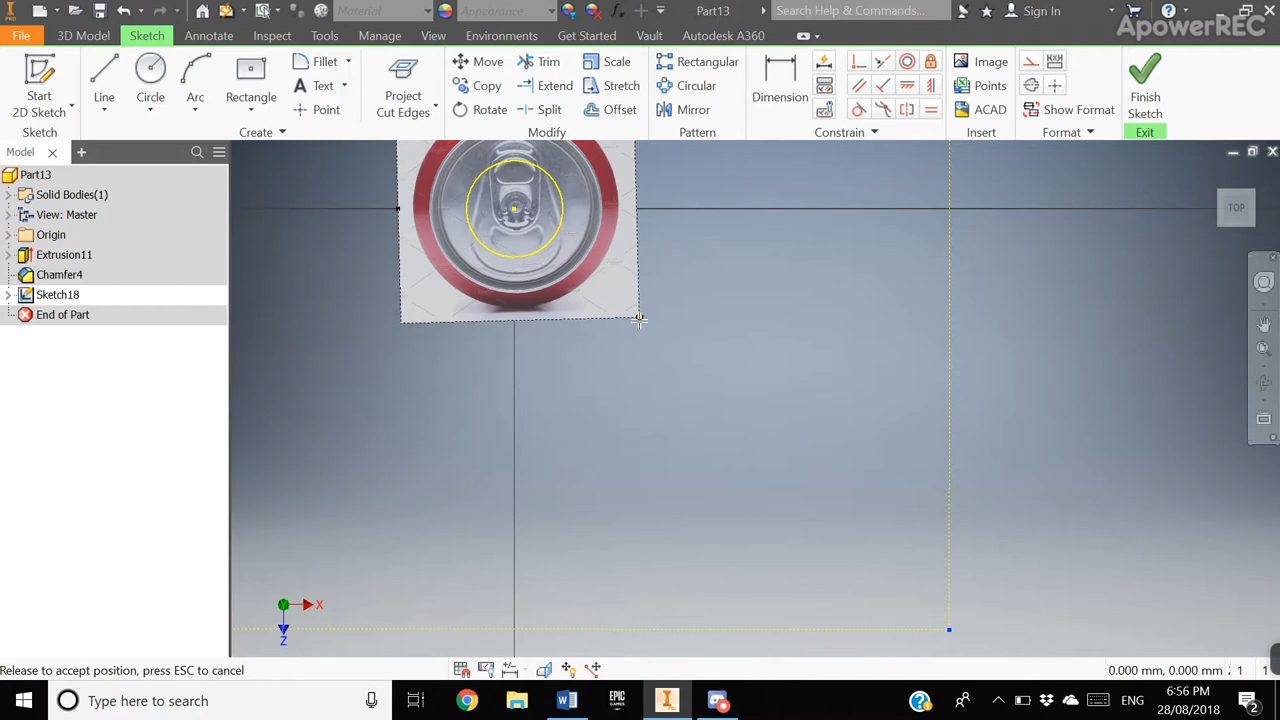 PRO Material Appearance Part13 Search Help & Commands... Sign In
ApowerREC
File 3D Model Sketch Annotate Inspect Tools Manage View Environments Get Started Vault Autodesk A360
Start 2D Sketch Line Circle Arc Rectangle Fillet Text Point Project Cut Edges Move Copy Rotate Trim Extend Split Scale Stretch Offset Rectangular Circular Mirror Dimension Image Points ACAD Show Format Finish Sketch
Sketch Create Modify Pattern Constrain Insert Format Exit
Model
Part13
Solid Bodies(1)
View: Master
Origin
Extrusion11
Chamfer4
Sketch18
End of Part
TOP
X
Z
Release to accept position, press ESC to cancel 0.000 mm, 0.000 mm 1 1
Type here to search EPIC GAMES ENG 6:56 PM
28/08/2018 2